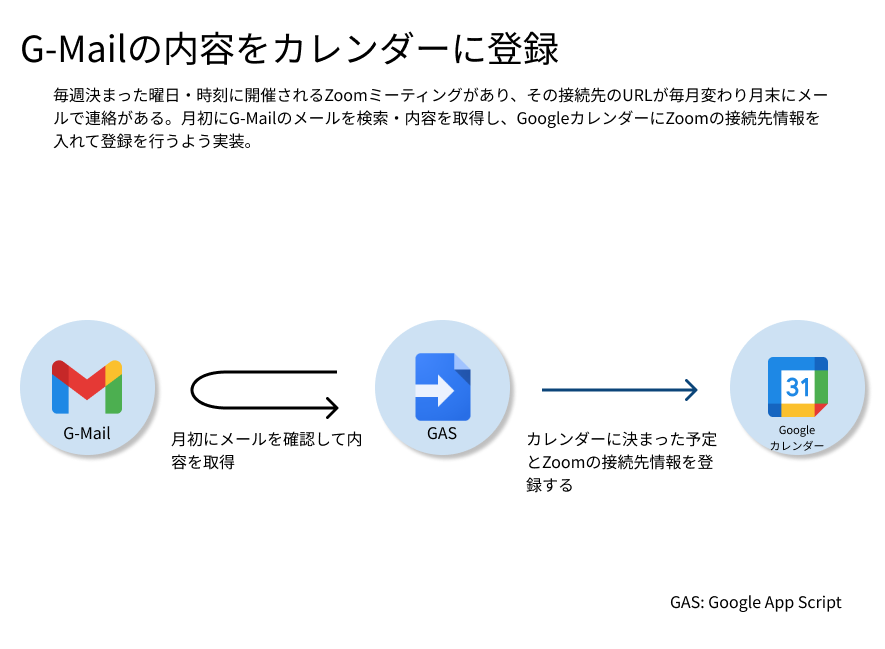 G-Mailの内容をカレンダーに登録
毎週決まった曜日・時刻に開催されるZoomミーティングがあり、その接続先のURLが毎月変わり月末にメー
ルで連絡がある。月初にG-Mailのメールを検索・内容を取得し、GoogleカレンダーにZoomの接続先情報を
入れて登録を行うよう実装。
G-Mail
月初にメールを確認して内
容を取得
GAS
カレンダーに決まった予定
とZoomの接続先情報を登
録する
31
Google
カレンダー
GAS: Google App Script